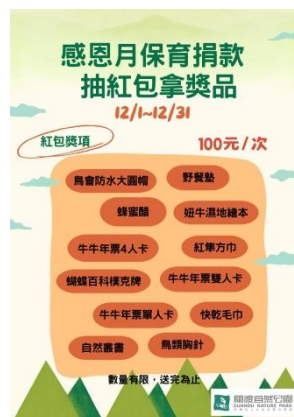 感恩月保育捐款
抽紅包拿獎品
12/1~12/31
紅包獎項
100元/次
鳥會防水大圓帽
野餐墊
蜂蜜醋
妞牛濕地繪本
牛牛年票4人卡
紅隼方巾
蝴蝶百科樸克牌
牛牛年票雙人卡
牛牛年票單人卡
快乾毛巾
自然叢書
鳥類胸針
數量有限，送完為止
關渡自然公園
GUANDU NATURE PARK